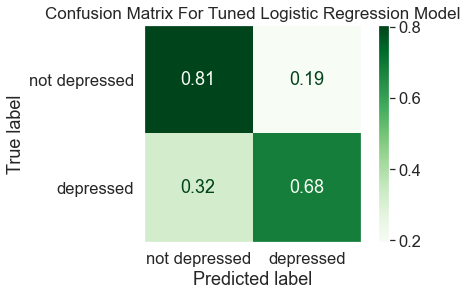 Confusion Matrix For Tuned Logistic Regression Model
True label
not depressed
depressed
0.81 0.19
0.32 0.68
not depressed depressed
Predicted label
0.8
0.6
0.4
0.2